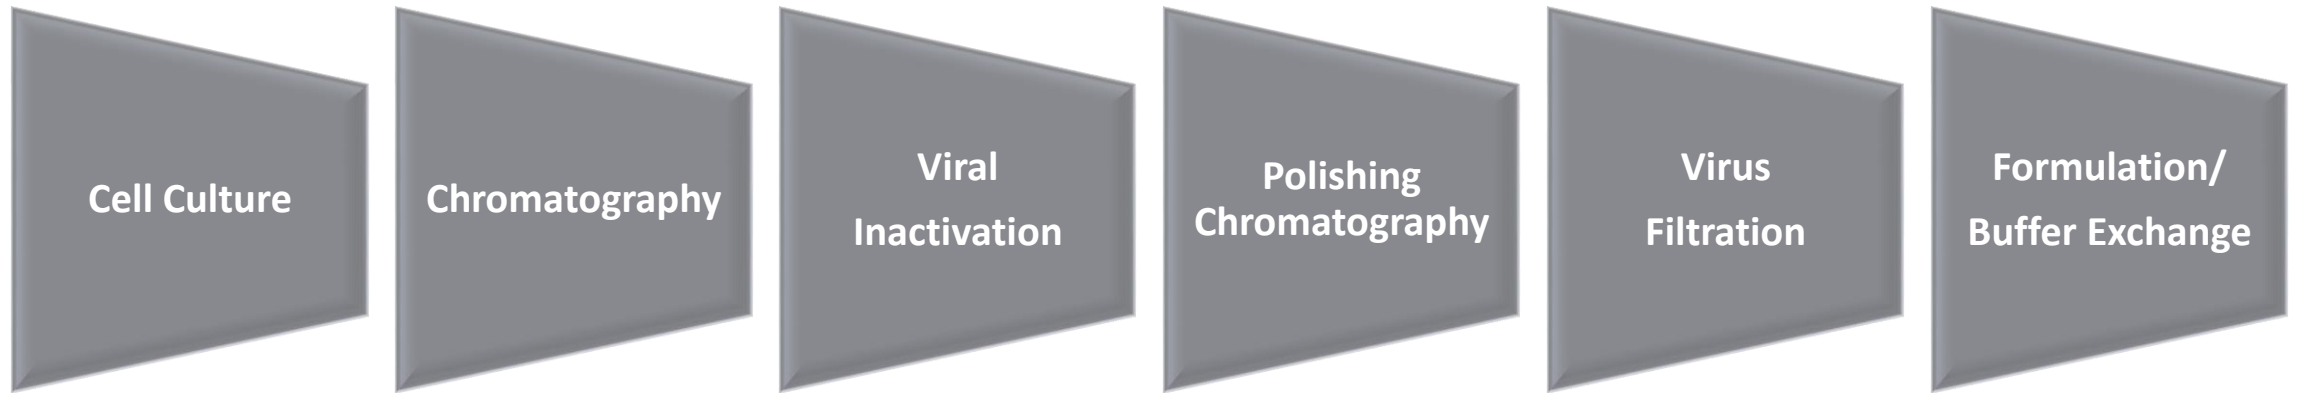 Cell Culture
Chromatography
Viral
Inactivation
Polishing
Chromatography
Virus
Filtration
Formulation/
Buffer Exchange